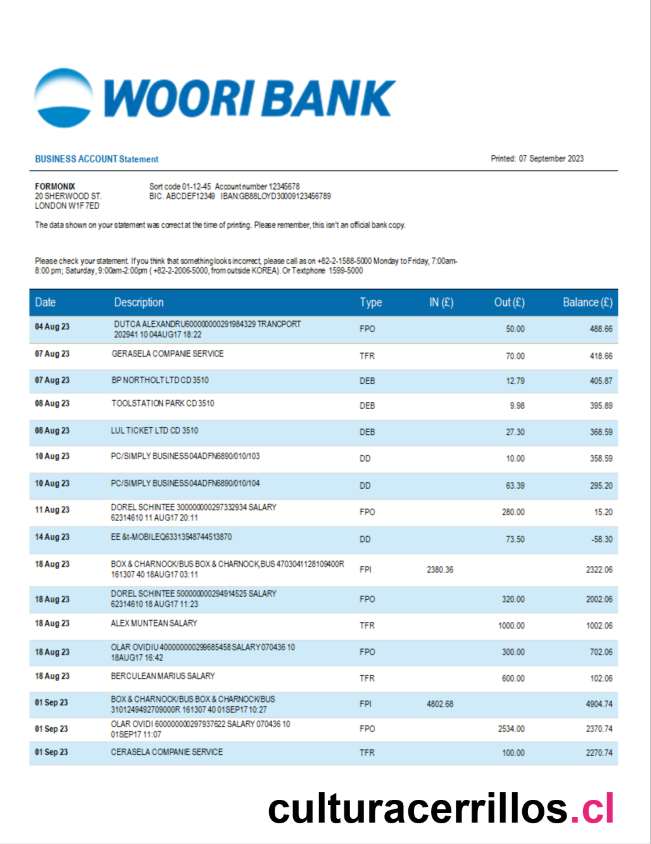 WOORI BANK
BUSINESS ACCOUNT Statement
Printed: 07 September 2023
FORMONIX
20 SHERWOOD ST.
LONDON W1F 7ED
Sort code 01-12-45 Account number 12345678
BIC. ABCDEF12349 IBAN:GB88LOYD30009123456789
The data shown on your statement was correct at the time of printing. Please remember, this isn't an official bank copy.
Please check your statement. If you think that something looks incorrect, please call as on +82-2-1588-5000 Monday to Friday, 7:00am-
8:00 pm; Saturday, 9:00am-2:00pm ( +82-2-2006-5000, from outside KOREA). Or Textphone 1599-5000
Date Description Type IN (£) Out (£) Balance (£)
04 Aug 23 DUTCA ALEXANDRU600000000291984329 TRANCPORT FPO 50.00 488.66
202941 10 04AUG17 18:22
07 Aug 23 GERASELA COMPANIE SERVICE TFR 70.00 418.66
07 Aug 23 BP NORTHOLT LTD CD 3510 DEB 12.79 405.87
08 Aug 23 TOOLSTATION PARK CD 3510 DEB 9.98 395.89
08 Aug 23 LUL TICKET LTD CD 3510 DEB 27.30 368.59
10 Aug 23 PC/SIMPLY BUSINESS04ADFN6890/010/103 DD 10.00 358.59
10 Aug 23 PC/SIMPLY BUSINESS04ADFN6890/010/104 DD 63.39 295.20
11 Aug 23 DOREL SCHINTEE 300000000297332934 SALARY FPO 280.00 15.20
62314610 11 AUG17 20:11
14 Aug 23 EE &t-MOBILEQ63313548744513870 DD 73.50 -58.30
18 Aug 23 BOX & CHARNOCK/BUS BOX & CHARNOCK,BUS 4703041128109400R FPI 2380.36 2322.06
161307 40 18AUG17 03:11
18 Aug 23 DOREL SCHINTEE 500000000294914525 SALARY FPO 320.00 2002.06
62314610 18 AUG17 11:23
18 Aug 23 ALEX MUNTEAN SALARY TFR 1000.00 1002.06
18 Aug 23 OLAR OVIDIU 400000000299685458 SALARY 070436 10 FPO 300.00 702.06
18AUG17 16:42
18 Aug 23 BERCULEAN MARIUS SALARY TFR 600.00 102.06
01 Sep 23 BOX & CHARNOCK/BUS BOX & CHARNOCK/BUS FPI 4802.68 4904.74
3101249492709000R 161307 40 01SEP17 10:27
01 Sep 23 OLAR OVIDI 600000000297937622 SALARY 070436 10 FPO 2534.00 2370.74
01SEP17 11:07
01 Sep 23 CERASELA COMPANIE SERVICE TFR 100.00 2270.74
culturacerrillos.cl